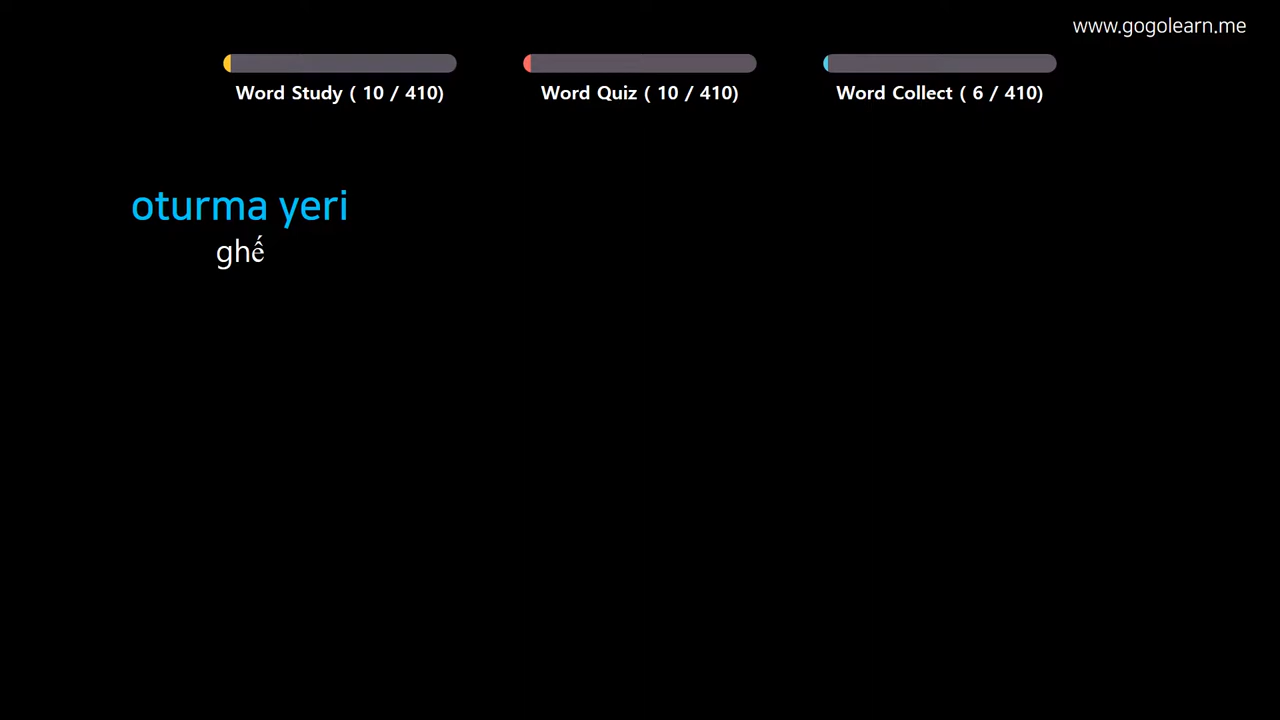 www.gogolearn.me
Word Study ( 10 / 410)
Word Quiz ( 10 / 410)
Word Collect ( 6 / 410)
oturma yeri
ghế